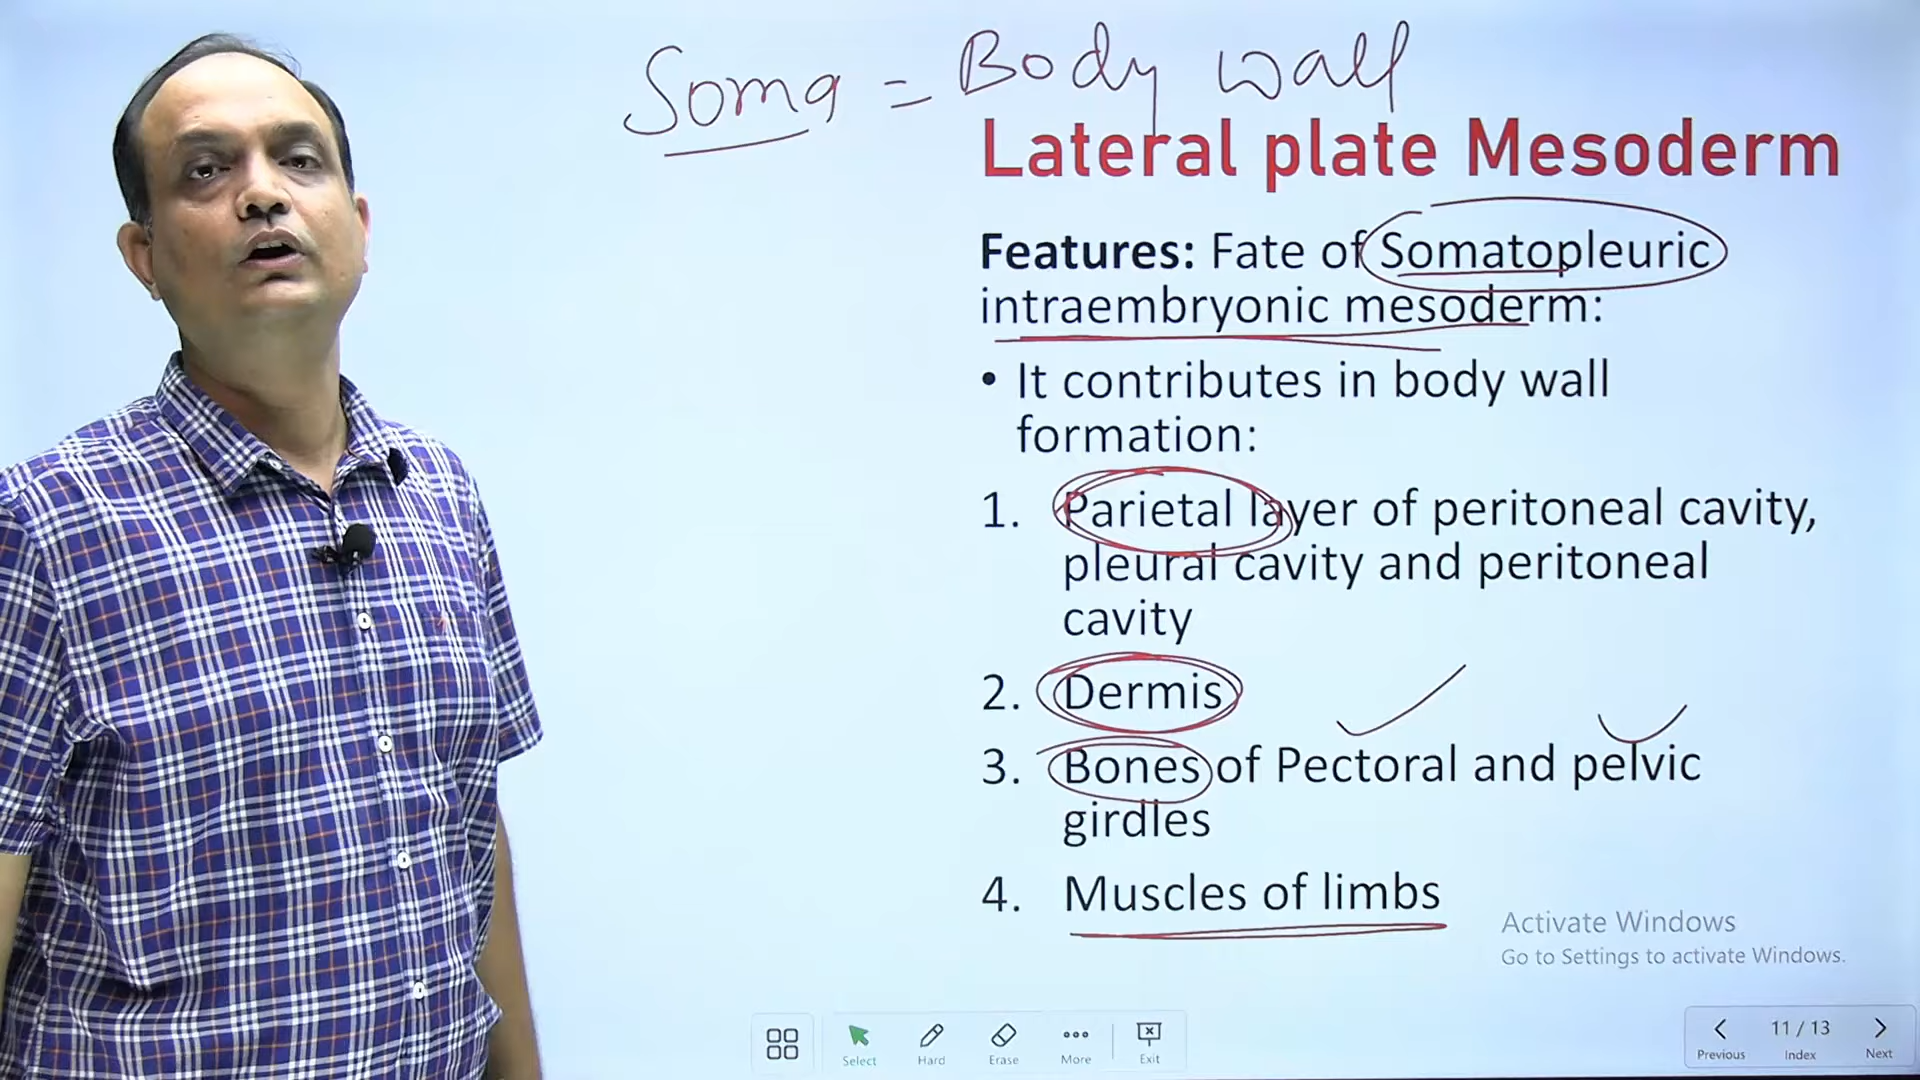 Soma = Body wall
Lateral plate Mesoderm
Features: Fate of Somatopleuric
intraembryonic mesoderm:
• It contributes in body wall
formation:
1. Parietal layer of peritoneal cavity,
pleural cavity and peritoneal
cavity
2. Dermis
3. Bones of Pectoral and pelvic
girdles
4. Muscles of limbs
Activate Windows
Go to Settings to activate Windows.
Select
Hard
Erase
More
Exit
11 / 13
Previous
Index
Next